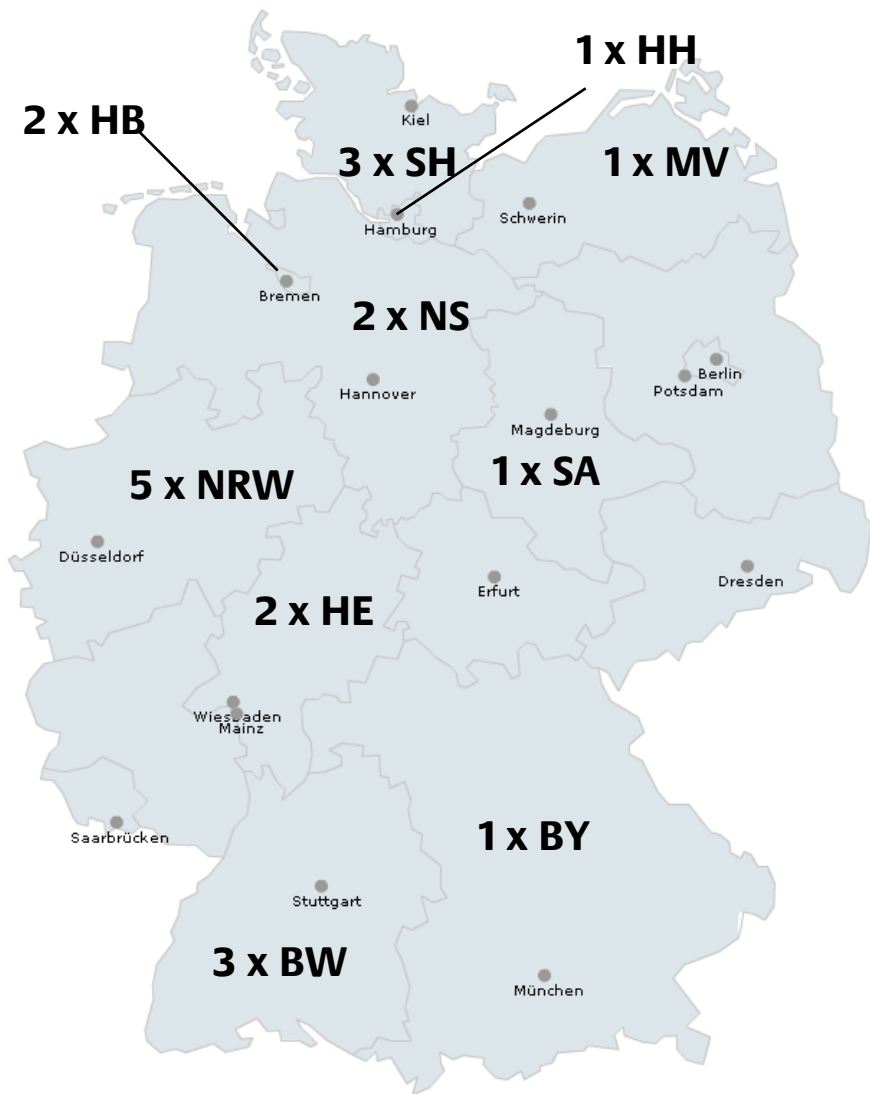 1 x HH
2 x HB
Kiel
3 x SH
1 x MV
Schwerin
Hamburg
Bremen
2 x NS
Berlin
Potsdam
Hannover
Magdeburg
1 x SA
5 x NRW
Düsseldorf
Erfurt
Dresden
2 x HE
Wiesbaden
Mainz
Saarbrücken
1 x BY
Stuttgart
3 x BW
München